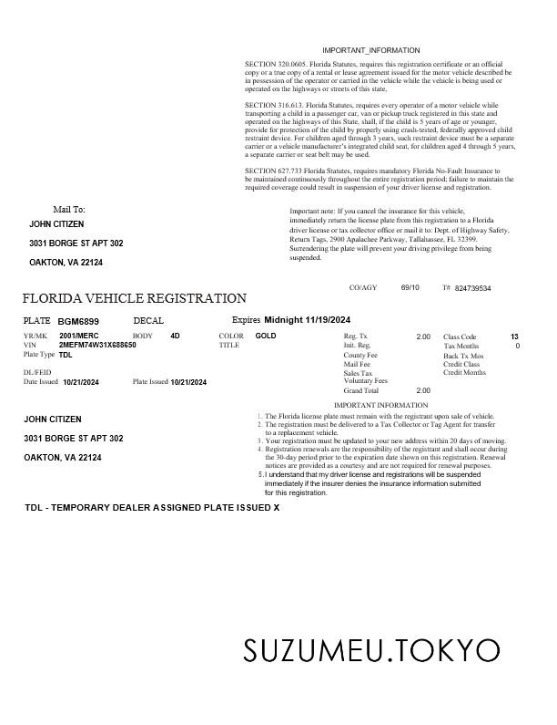 IMPORTANT_INFORMATION
SECTION 320.0605. Florida Statutes, requires this registration certificate or an official
copy or a true copy of a rental or lease agreement issued for the motor vehicle described be
in possession of the operator or carried in the vehicle while the vehicle is being used or
operated on the highways or streets of this state,
SECTION 316.613. Florida Statutes, requires every operator of a motor vehicle while
transporting a child in a passenger car, van or pickup truck registered in this state and
operated on the highways of this State, shall, if the child is 5 years of age or younger,
provide for protection of the child by properly using crash-tested, federally approved child
restraint device. For children aged through 3 years, such restraint device must be a separate
carrier or a vehicle manufacturer's integrated child seat, for children aged 4 through 5 years,
a separate carrier or seat belt may be used.
SECTION 627.733 Florida Statutes, requires mandatory Florida No-Fault Insurance to
be maintained continuously throughout the entire registration period; failure to maintain the
required coverage could result in suspension of your driver license and registration.
Mail To:
JOHN CITIZEN
3031 BORGE ST APT 302
OAKTON, VA 22124
Important note: If you cancel the insurance for this vehicle,
immediately return the license plate from this registration to a Florida
driver license or tax collector office or mail it to: Dept. of Highway Safety.
Return Tags, 2900 Apalachee Parkway, Tallahassee, FL 32399.
Surrendering the plate will prevent your driving privilege from being
suspended.
CO/AGY 69/10 T# 824739534
FLORIDA VEHICLE REGISTRATION
PLATE BGM6899 DECAL Expires Midnight 11/19/2024
YR/MK 2001/MERC BODY 4D COLOR GOLD Reg. Tx 2.00 Class Code 13
VIN 2MEFM74W31X688650 TITLE Init. Reg. Tax Months 0
Plate Type TDL County Fee Back Tx Mos
Mail Fee Credit Class
DL/FEID Sales Tax Credit Months
Voluntary Fees
Date Issued 10/21/2024 Plate Issued 10/21/2024 Grand Total 2.00
IMPORTANT INFORMATION
JOHN CITIZEN
3031 BORGE ST APT 302
OAKTON, VA 22124
1. The Florida license plate must remain with the registrant upon sale of vehicle.
2. The registration must be delivered to a Tax Collector or Tag Agent for transfer
to a replacement vehicle.
3. Your registration must be updated to your new address within 20 days of moving.
4. Registration renewals are the responsibility of the registrant and shall occur during
the 30-day period prior to the expiration date shown on this registration. Renewal
notices are provided as a courtesy and are not required for renewal purposes.
5. I understand that my driver license and registrations will be suspended
immediately if the insurer denies the insurance information submitted
for this registration.
TDL - TEMPORARY DEALER ASSIGNED PLATE ISSUED X
SUZUMEU.TOKYO